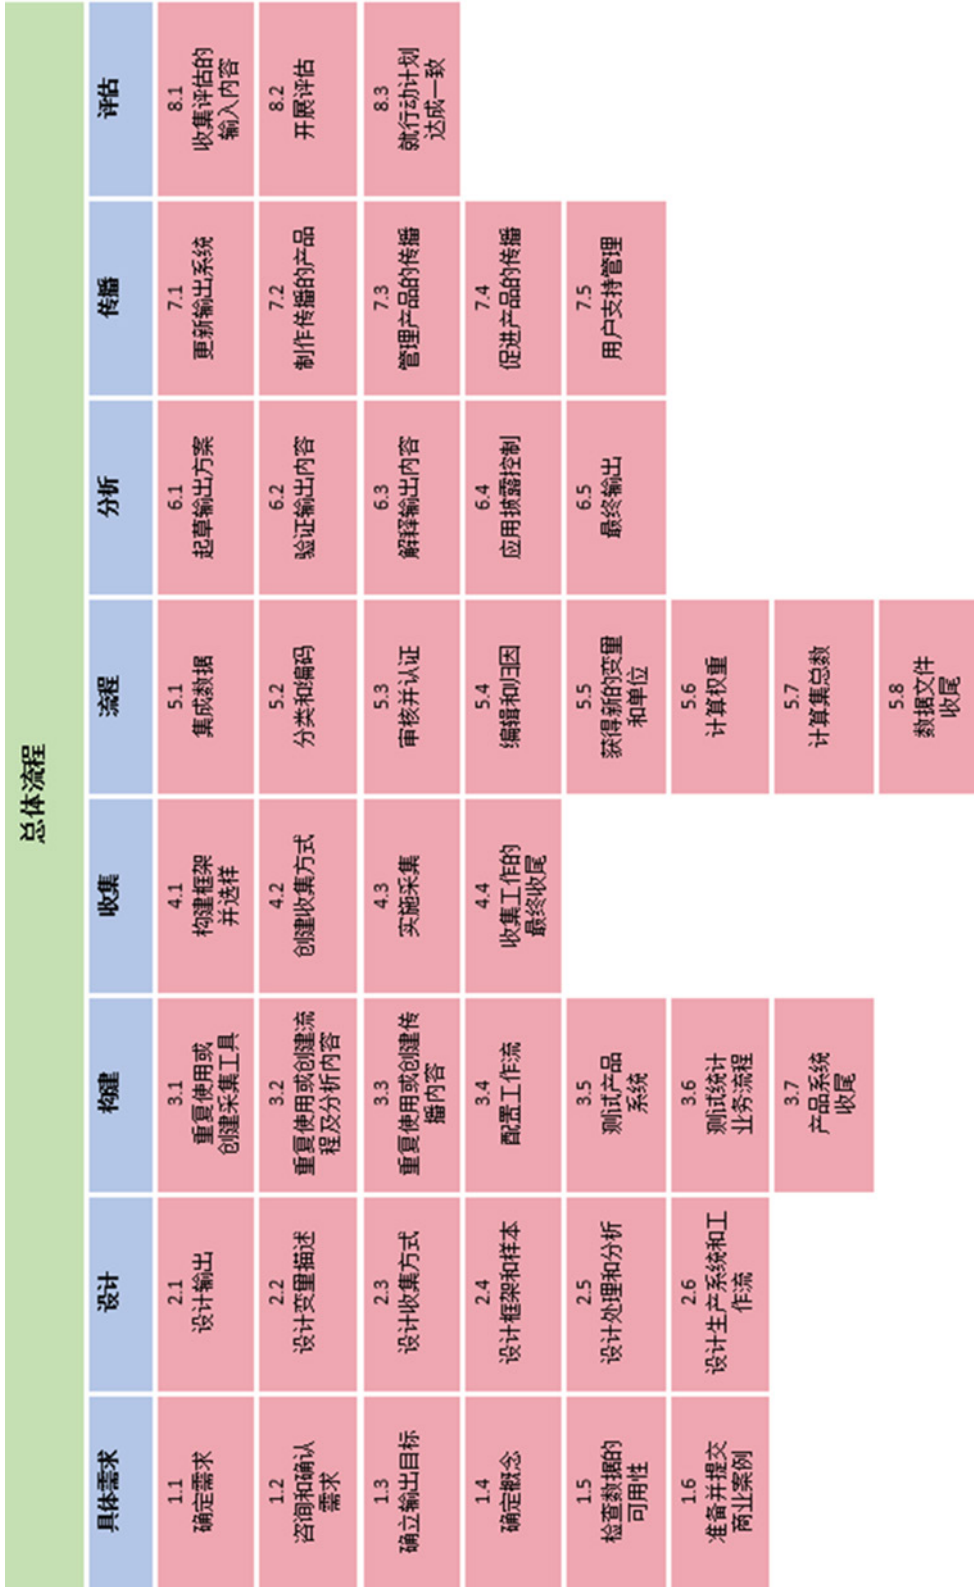 总体流程
具体需求
1.1
确定需求
1.2
咨询和确认
需求
1.3
确立输出目标
1.4
确定概念
1.5
检查数据的
可用性
1.6
准备并提交
商业案例
设计
2.1
设计输出
2.2
设计变量描述
2.3
设计收集方式
2.4
设计框架和样本
2.5
设计处理和分析
2.6
设计生产系统和工
作流
构建
3.1
重复使用或
创建采集工具
3.2
重复使用或创建流
程及分析内容
3.3
重复使用或创建传
播内容
3.4
配置工作流
3.5
测试产品
系统
3.6
测试统计
业务流程
3.7
产品系统
收尾
收集
4.1
构建框架
并选样
4.2
创建收集方式
4.3
实施采集
4.4
收集工作的
最终收尾
流程
5.1
集成数据
5.2
分类和编码
5.3
审核并认证
5.4
编辑和归因
5.5
获得新的变量
和单位
5.6
计算权重
5.7
计算集总数
5.8
数据文件
收尾
分析
6.1
起草输出方案
6.2
验证输出内容
6.3
解释输出内容
6.4
应用披露控制
6.5
最终输出
传播
7.1
更新输出系统
7.2
制作传播的产品
7.3
管理产品的传播
7.4
促进产品的传播
7.5
用户支持管理
评估
8.1
收集评估的
输入内容
8.2
开展评估
8.3
就行动计划
达成一致